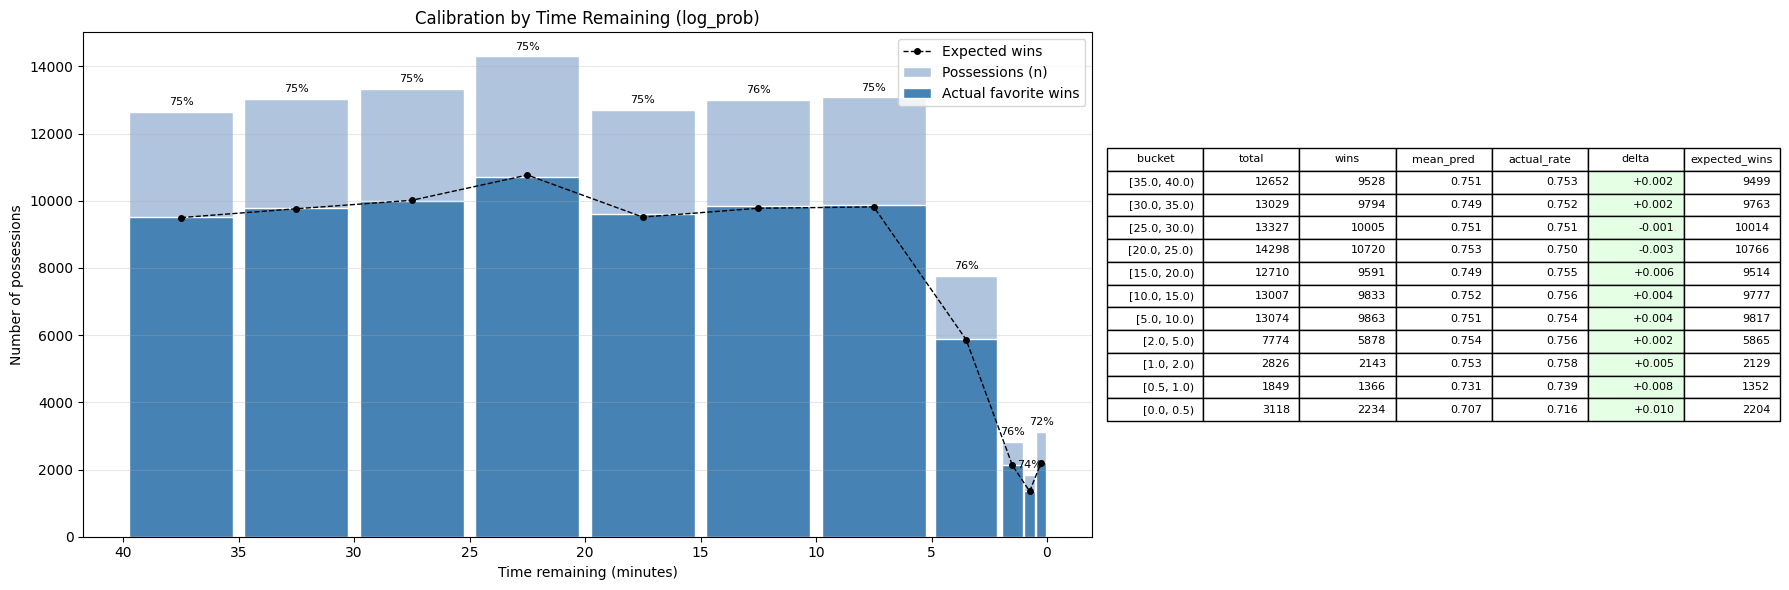 Calibration by Time Remaining (log_prob)
Number of possessions
14000
12000
10000
8000
6000
4000
2000
0
75%
75%
75%
75%
75%
76%
75%
76%
76%
74%
72%
Expected wins
Possessions (n)
Actual favorite wins
40 35 30 25 20 15 10 5 0
Time remaining (minutes)
bucket total wins mean_pred actual_rate delta expected_wins
[35.0, 40.0) 12652 9528 0.751 0.753 +0.002 9499
[30.0, 35.0) 13029 9794 0.749 0.752 +0.002 9763
[25.0, 30.0) 13327 10005 0.751 0.751 -0.001 10014
[20.0, 25.0) 14298 10720 0.753 0.750 -0.003 10766
[15.0, 20.0) 12710 9591 0.749 0.755 +0.006 9514
[10.0, 15.0) 13007 9833 0.752 0.756 +0.004 9777
[5.0, 10.0) 13074 9863 0.751 0.754 +0.004 9817
[2.0, 5.0) 7774 5878 0.754 0.756 +0.002 5865
[1.0, 2.0) 2826 2143 0.753 0.758 +0.005 2129
[0.5, 1.0) 1849 1366 0.731 0.739 +0.008 1352
[0.0, 0.5) 3118 2234 0.707 0.716 +0.010 2204